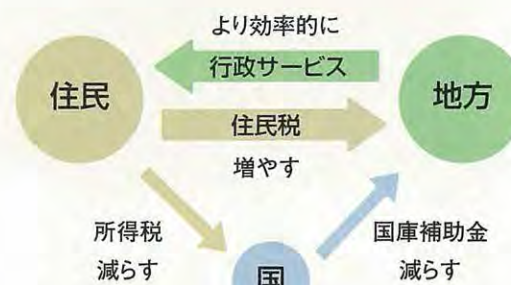 より効率的に
行政サービス
住民
地方
住民税
増やす
所得税
減らす
国庫補助金
減らす
国